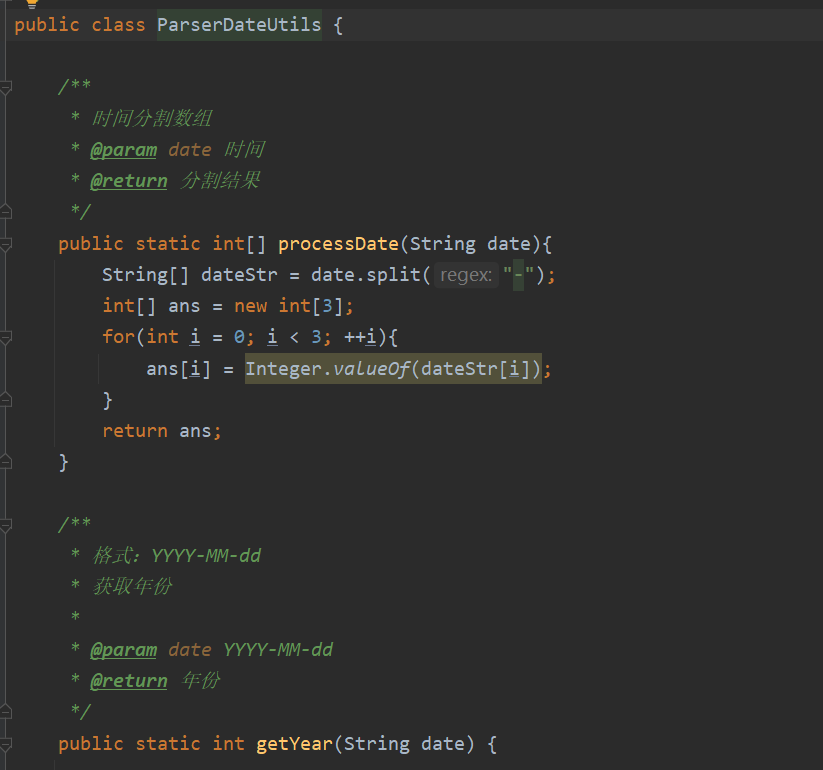 public class ParserDateUtils {
/**
* 时间分割数组
* @param date 时间
* @return 分割结果
*/
public static int[] processDate(String date){
String[] dateStr = date.split( regex: "-");
int[] ans = new int[3];
for(int i = 0; i < 3; ++i){
ans[i] = Integer.valueOf(dateStr[i]);
}
return ans;
}
/**
* 格式：YYYY-MM-dd
* 获取年份
*
* @param date YYYY-MM-dd
* @return 年份
*/
public static int getYear(String date) {